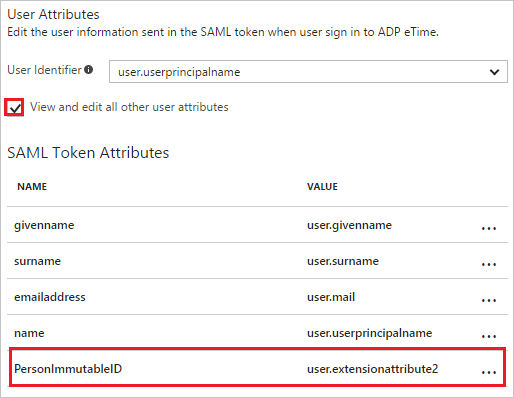 User Attributes
Edit the user information sent in the SAML token when user sign in to ADP eTime.
User Identifier
user.userprincipalname
View and edit all other user attributes
SAML Token Attributes
NAME VALUE
givenname user.givenname ...
surname user.surname ...
emailaddress user.mail ...
name user.userprincipalname ...
PersonImmutableID user.extensionattribute2 ...